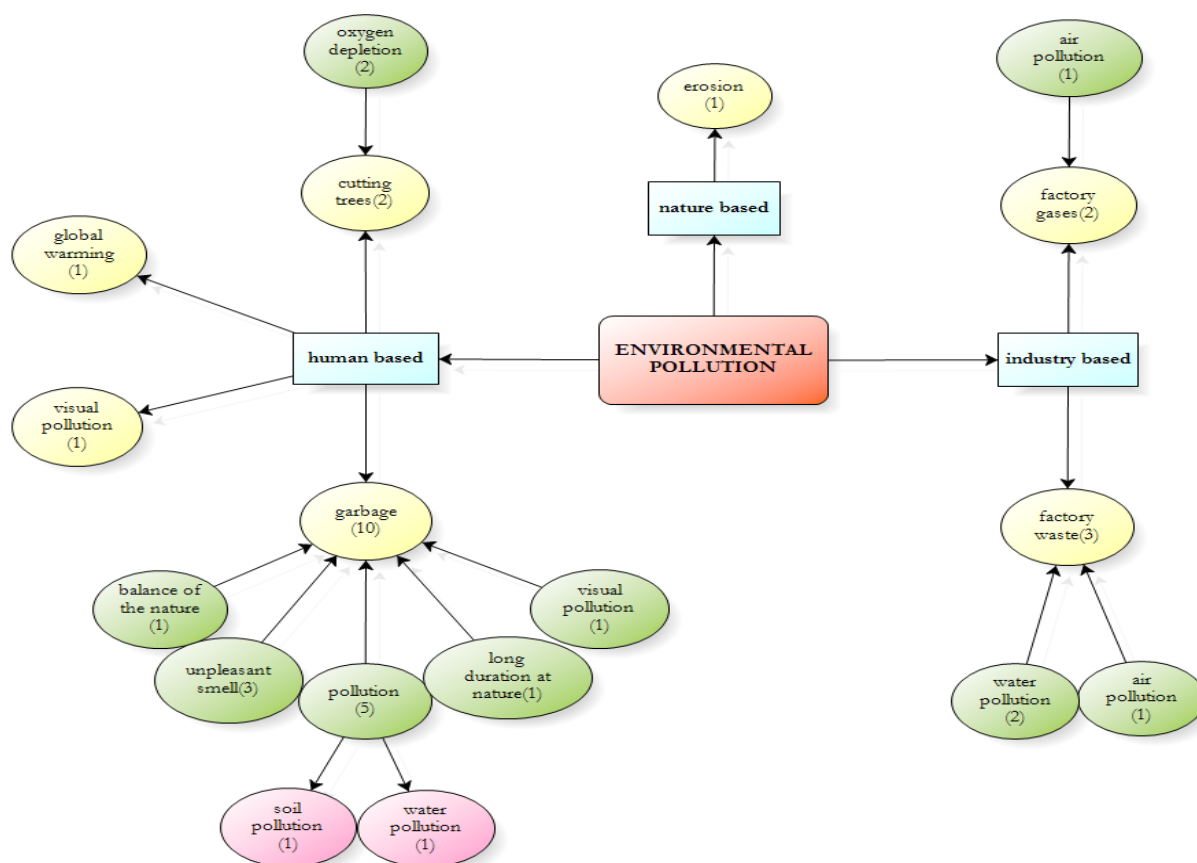 oxygen
depletion
(2)
air
pollution
(1)
erosion
(1)
cutting
trees(2)
nature based
factory
gases(2)
global
warming
(1)
human based
ENVIRONMENTAL
POLLUTION
industry based
visual
pollution
(1)
garbage
(10)
factory
waste(3)
balance of
the nature
(1)
unpleasant
smell(3)
pollution
(5)
long
duration at
nature(1)
visual
pollution
(1)
water
pollution
(2)
air
pollution
(1)
soil
pollution
(1)
water
pollution
(1)